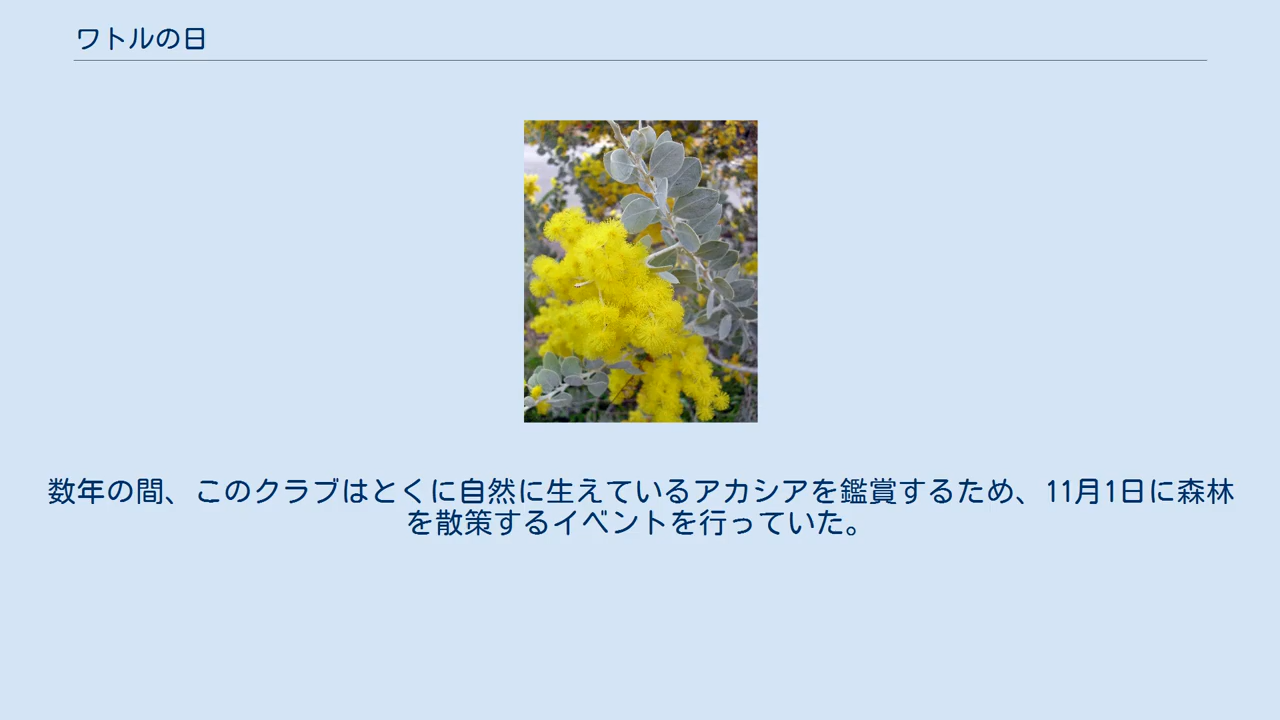 ワトルの日
数年の間、このクラブはとくに自然に生えているアカシアを鑑賞するため、11月1日に森林
を散策するイベントを行っていた。